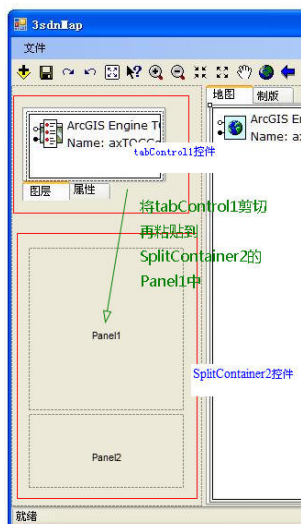 3sdnMap
文件
地图 制版
ArcGIS Engine T
Name: axTOCC
ArcGIS En
Name: ax
tabControl1控件
图层 属性
将tabControl1剪切
再粘贴到
SplitContainer2的
Panel1中
Panel1
SplitContainer2控件
Panel2
就绪